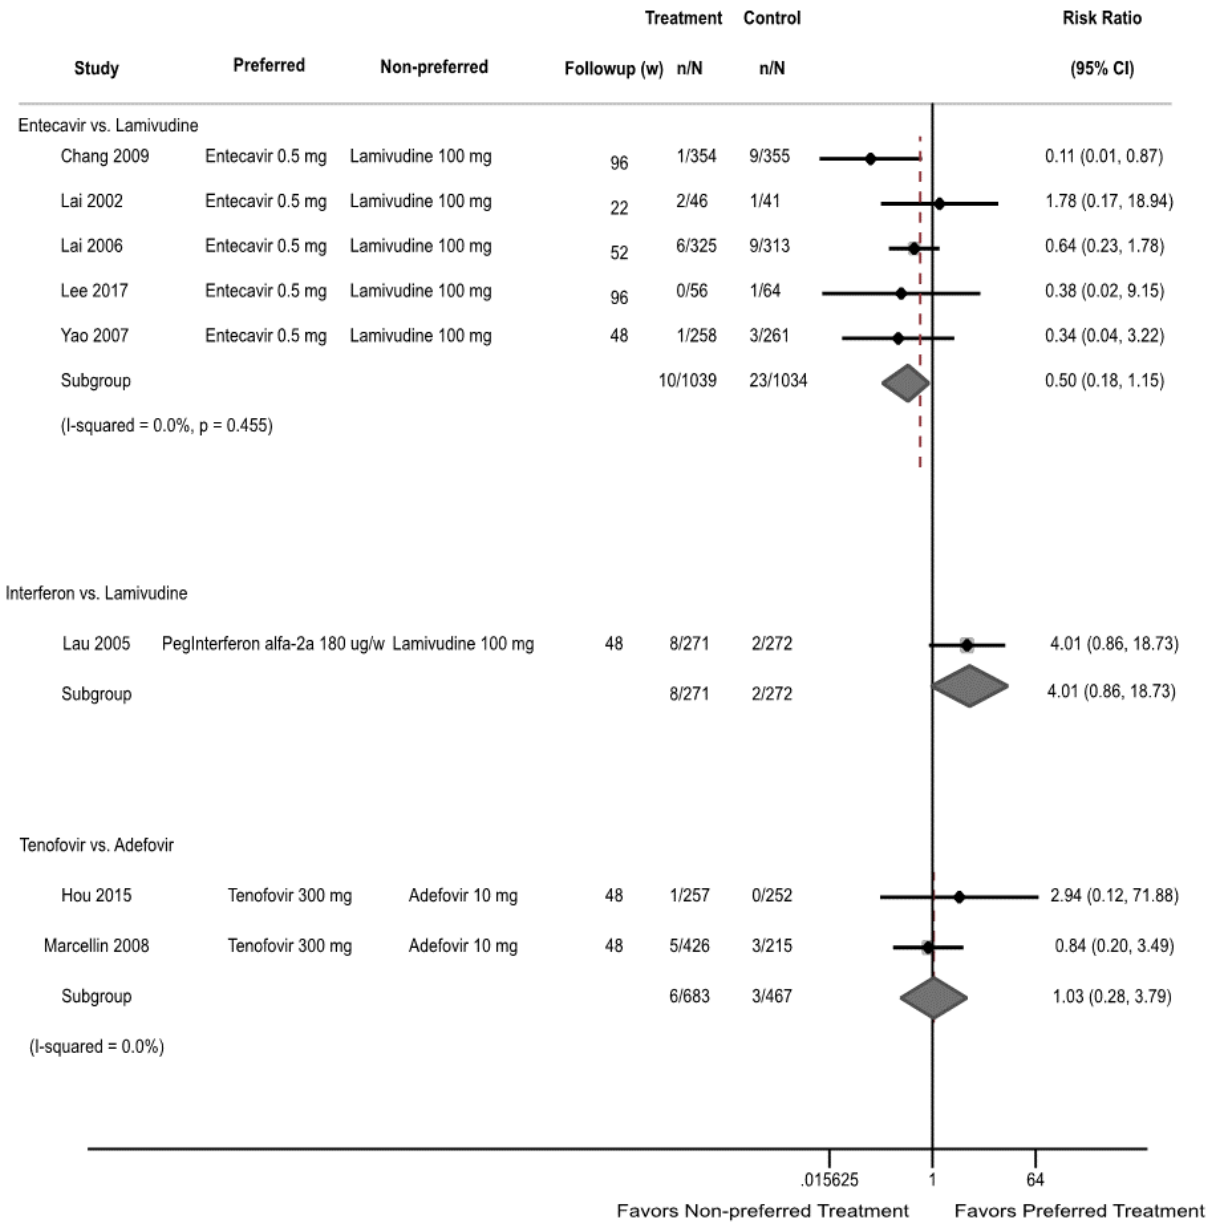 Treatment Control Risk Ratio
Study Preferred Non-preferred Followup (w) n/N n/N (95% CI)
Entecavir vs. Lamivudine
Chang 2009 Entecavir 0.5 mg Lamivudine 100 mg 96 1/354 9/355 0.11 (0.01, 0.87)
Lai 2002 Entecavir 0.5 mg Lamivudine 100 mg 22 2/46 1/41 1.78 (0.17, 18.94)
Lai 2006 Entecavir 0.5 mg Lamivudine 100 mg 52 6/325 9/313 0.64 (0.23, 1.78)
Lee 2017 Entecavir 0.5 mg Lamivudine 100 mg 96 0/56 1/64 0.38 (0.02, 9.15)
Yao 2007 Entecavir 0.5 mg Lamivudine 100 mg 48 1/258 3/261 0.34 (0.04, 3.22)
Subgroup 10/1039 23/1034 0.50 (0.18, 1.15)
(I-squared = 0.0%, p = 0.455)
Interferon vs. Lamivudine
Lau 2005 PegInterferon alfa-2a 180 ug/w Lamivudine 100 mg 48 8/271 2/272 4.01 (0.86, 18.73)
Subgroup 8/271 2/272 4.01 (0.86, 18.73)
Tenofovir vs. Adefovir
Hou 2015 Tenofovir 300 mg Adefovir 10 mg 48 1/257 0/252 2.94 (0.12, 71.88)
Marcellin 2008 Tenofovir 300 mg Adefovir 10 mg 48 5/426 3/215 0.84 (0.20, 3.49)
Subgroup 6/683 3/467 1.03 (0.28, 3.79)
(I-squared = 0.0%)
.015625 1 64
Favors Non-preferred Treatment Favors Preferred Treatment